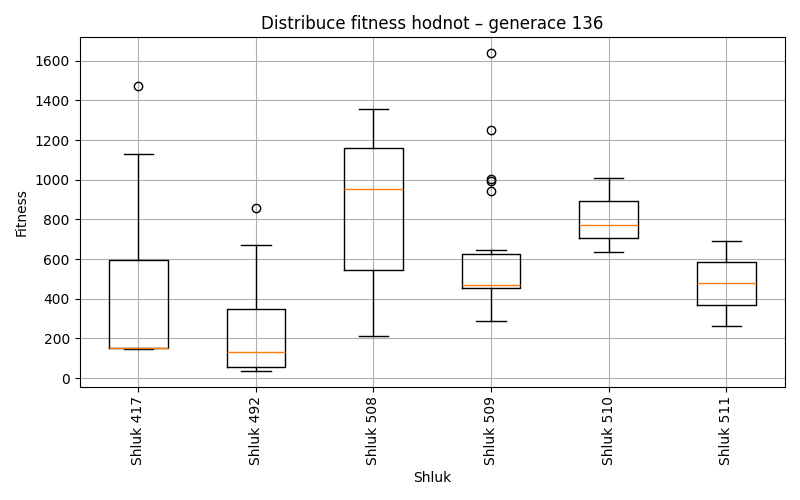 Distribuce fitness hodnot – generace 136
1600
1400
1200
1000
800
600
400
200
0
Fitness
Shluk 417
Shluk 492
Shluk 508
Shluk 509
Shluk 510
Shluk 511
Shluk